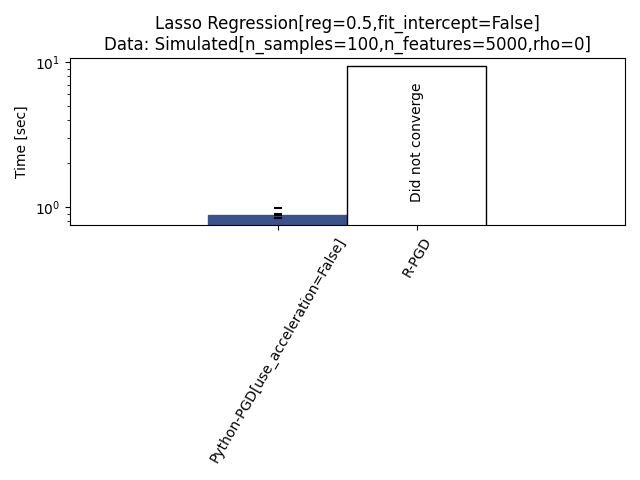 Lasso Regression[reg=0.5,fit_intercept=False]
Data: Simulated[n_samples=100,n_features=5000,rho=0]
Time [sec]
10¹
10⁰
Did not converge
Python-PGD[use_acceleration=False]
R-PGD